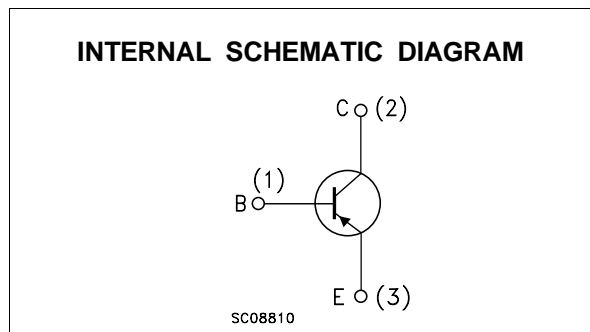 INTERNAL SCHEMATIC DIAGRAM
C (2)
(1)
B
E (3)
SC08810